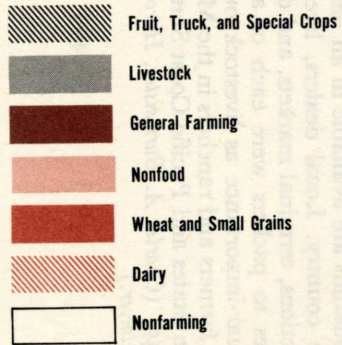 Fruit, Truck, and Special Crops
Livestock
General Farming
Nonfood
Wheat and Small Grains
Dairy
Nonfarming